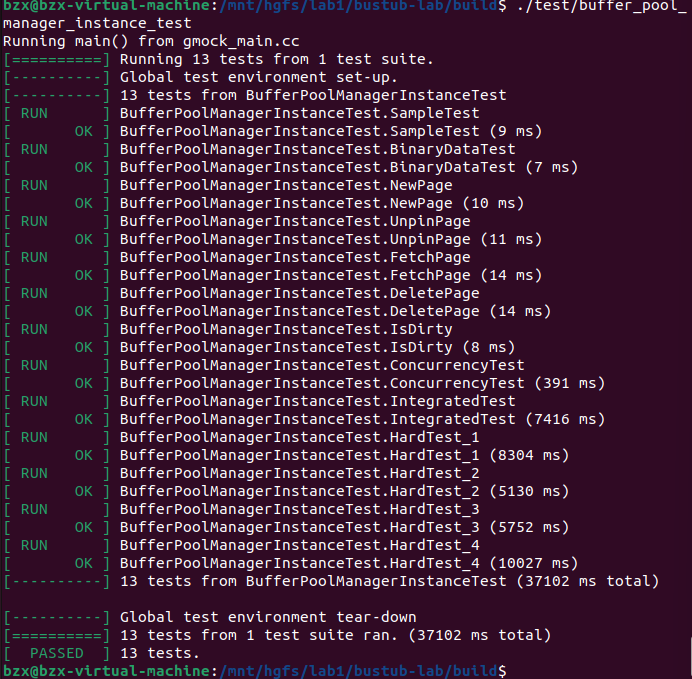 bzx@bzx-virtual-machine:/mnt/hgfs/lab1/bustub-lab/build$ ./test/buffer_pool_
manager_instance_test
Running main() from gmock_main.cc
[==========] Running 13 tests from 1 test suite.
[----------] Global test environment set-up.
[----------] 13 tests from BufferPoolManagerInstanceTest
[ RUN      ] BufferPoolManagerInstanceTest.SampleTest
[       OK ] BufferPoolManagerInstanceTest.SampleTest (9 ms)
[ RUN      ] BufferPoolManagerInstanceTest.BinaryDataTest
[       OK ] BufferPoolManagerInstanceTest.BinaryDataTest (7 ms)
[ RUN      ] BufferPoolManagerInstanceTest.NewPage
[       OK ] BufferPoolManagerInstanceTest.NewPage (10 ms)
[ RUN      ] BufferPoolManagerInstanceTest.UnpinPage
[       OK ] BufferPoolManagerInstanceTest.UnpinPage (11 ms)
[ RUN      ] BufferPoolManagerInstanceTest.FetchPage
[       OK ] BufferPoolManagerInstanceTest.FetchPage (14 ms)
[ RUN      ] BufferPoolManagerInstanceTest.DeletePage
[       OK ] BufferPoolManagerInstanceTest.DeletePage (14 ms)
[ RUN      ] BufferPoolManagerInstanceTest.IsDirty
[       OK ] BufferPoolManagerInstanceTest.IsDirty (8 ms)
[ RUN      ] BufferPoolManagerInstanceTest.ConcurrencyTest
[       OK ] BufferPoolManagerInstanceTest.ConcurrencyTest (391 ms)
[ RUN      ] BufferPoolManagerInstanceTest.IntegratedTest
[       OK ] BufferPoolManagerInstanceTest.IntegratedTest (7416 ms)
[ RUN      ] BufferPoolManagerInstanceTest.HardTest_1
[       OK ] BufferPoolManagerInstanceTest.HardTest_1 (8304 ms)
[ RUN      ] BufferPoolManagerInstanceTest.HardTest_2
[       OK ] BufferPoolManagerInstanceTest.HardTest_2 (5130 ms)
[ RUN      ] BufferPoolManagerInstanceTest.HardTest_3
[       OK ] BufferPoolManagerInstanceTest.HardTest_3 (5752 ms)
[ RUN      ] BufferPoolManagerInstanceTest.HardTest_4
[       OK ] BufferPoolManagerInstanceTest.HardTest_4 (10027 ms)
[----------] 13 tests from BufferPoolManagerInstanceTest (37102 ms total)
[----------] Global test environment tear-down
[==========] 13 tests from 1 test suite ran. (37102 ms total)
[  PASSED  ] 13 tests.
bzx@bzx-virtual-machine:/mnt/hgfs/lab1/bustub-lab/build$